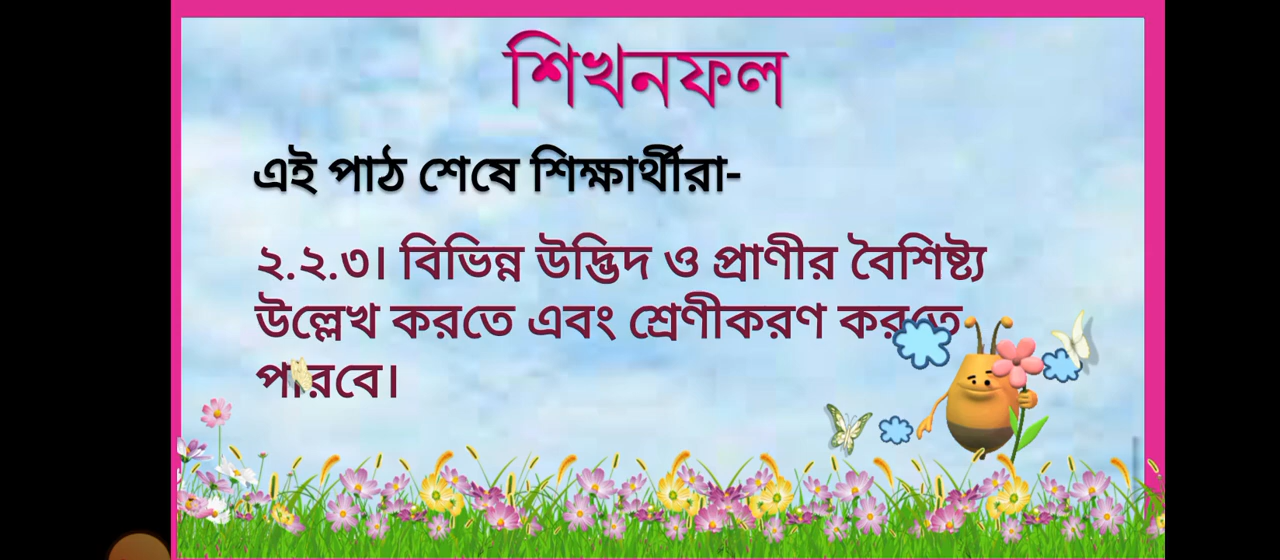 শিখনফল
এই পাঠ শেষে শিক্ষার্থীরা-
২.২.৩। বিভিন্ন উদ্ভিদ ও প্রাণীর বৈশিষ্ট্য
উল্লেখ করতে এবং শ্রেণীকরণ করতে
পারবে।